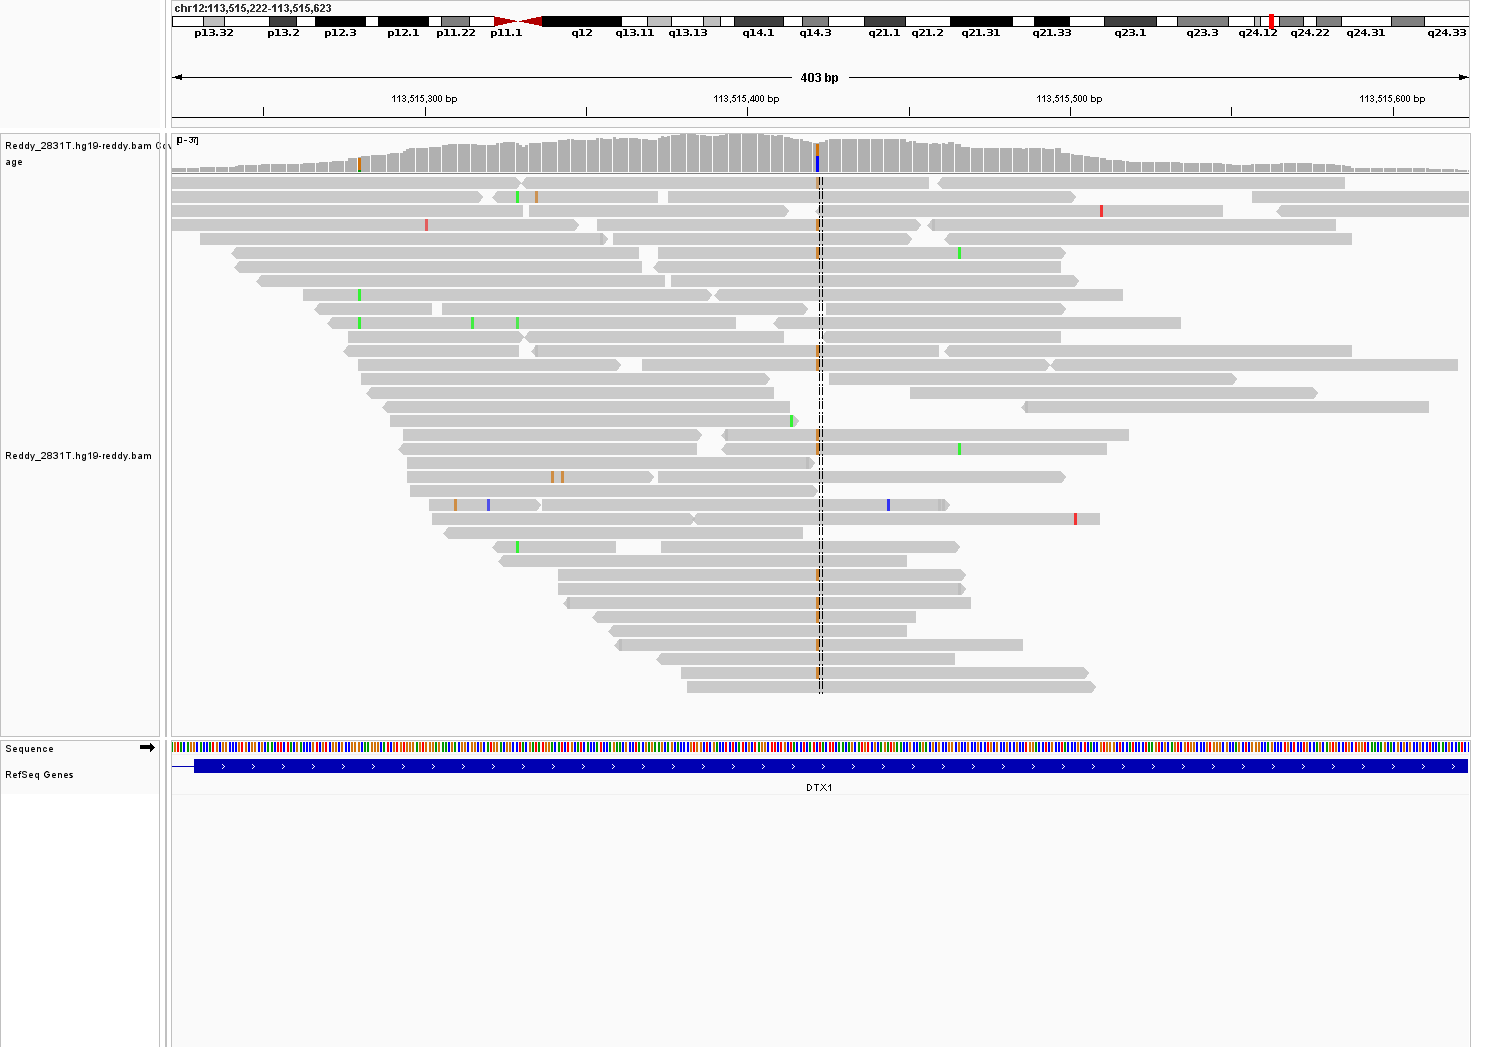 chr12:113,515,222-113,515,623
p13.32 p13.2 p12.3 p12.1 p11.22 p11.1 q12 q13.11 q13.13 q14.1 q14.3 q21.1 q21.2 q21.31 q21.33 q23.1 q23.3 q24.12 q24.22 q24.31 q24.33
403 bp
113,515,300 bp 113,515,400 bp 113,515,500 bp 113,515,600 bp
[0 - 37]
Reddy_2831T.hg19-reddy.bam Cov
age
Reddy_2831T.hg19-reddy.bam
Sequence
RefSeq Genes
DTX1